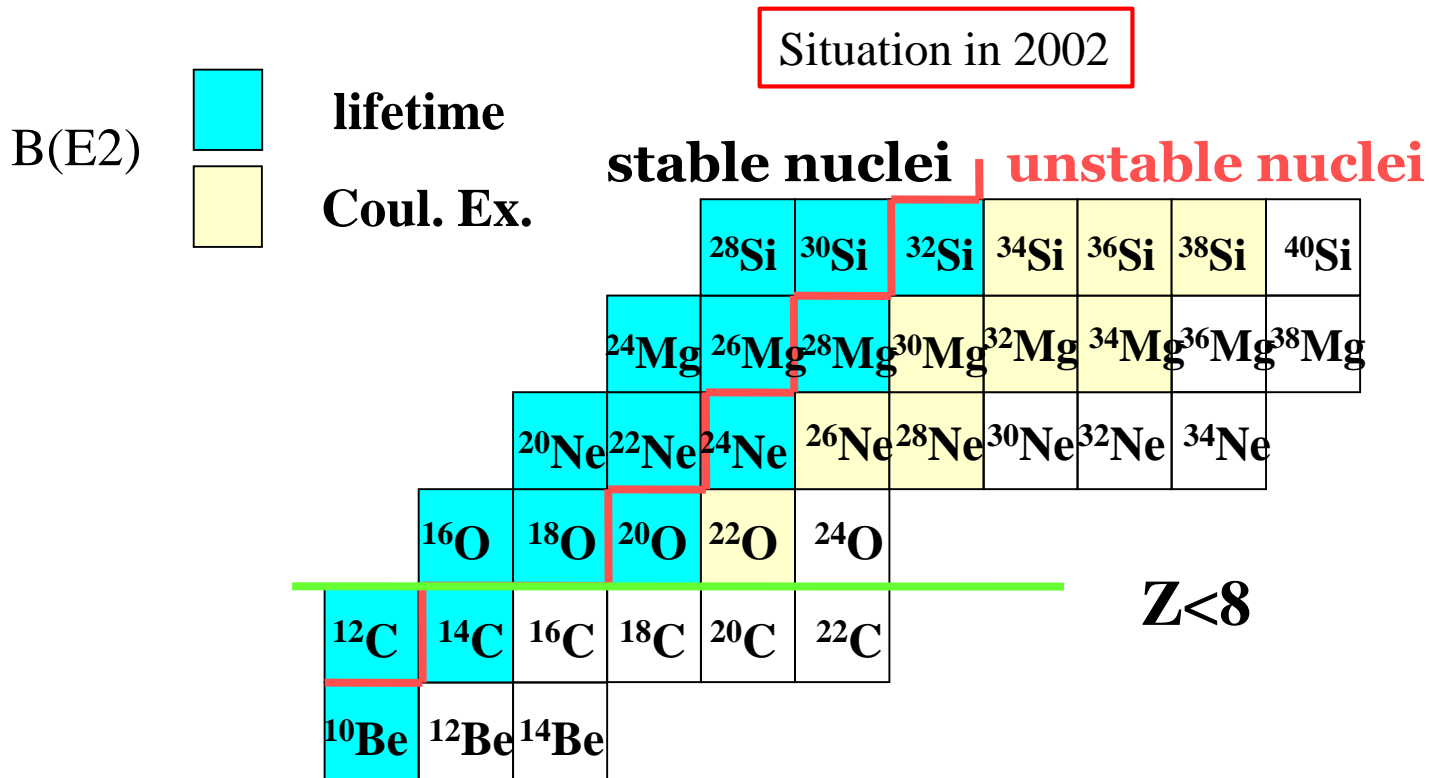 Situation in 2002
lifetime
B(E2)
stable nuclei unstable nuclei
Coul. Ex.
²⁸Si ³⁰Si ³²Si ³⁴Si ³⁶Si ³⁸Si ⁴⁰Si
²⁴Mg ²⁶Mg ²⁸Mg ³⁰Mg ³²Mg ³⁴Mg ³⁶Mg ³⁸Mg
²⁰Ne ²²Ne ²⁴Ne ²⁶Ne ²⁸Ne ³⁰Ne ³²Ne ³⁴Ne
¹⁶O ¹⁸O ²⁰O ²²O ²⁴O
Z<8
¹²C ¹⁴C ¹⁶C ¹⁸C ²⁰C ²²C
¹⁰Be ¹²Be ¹⁴Be